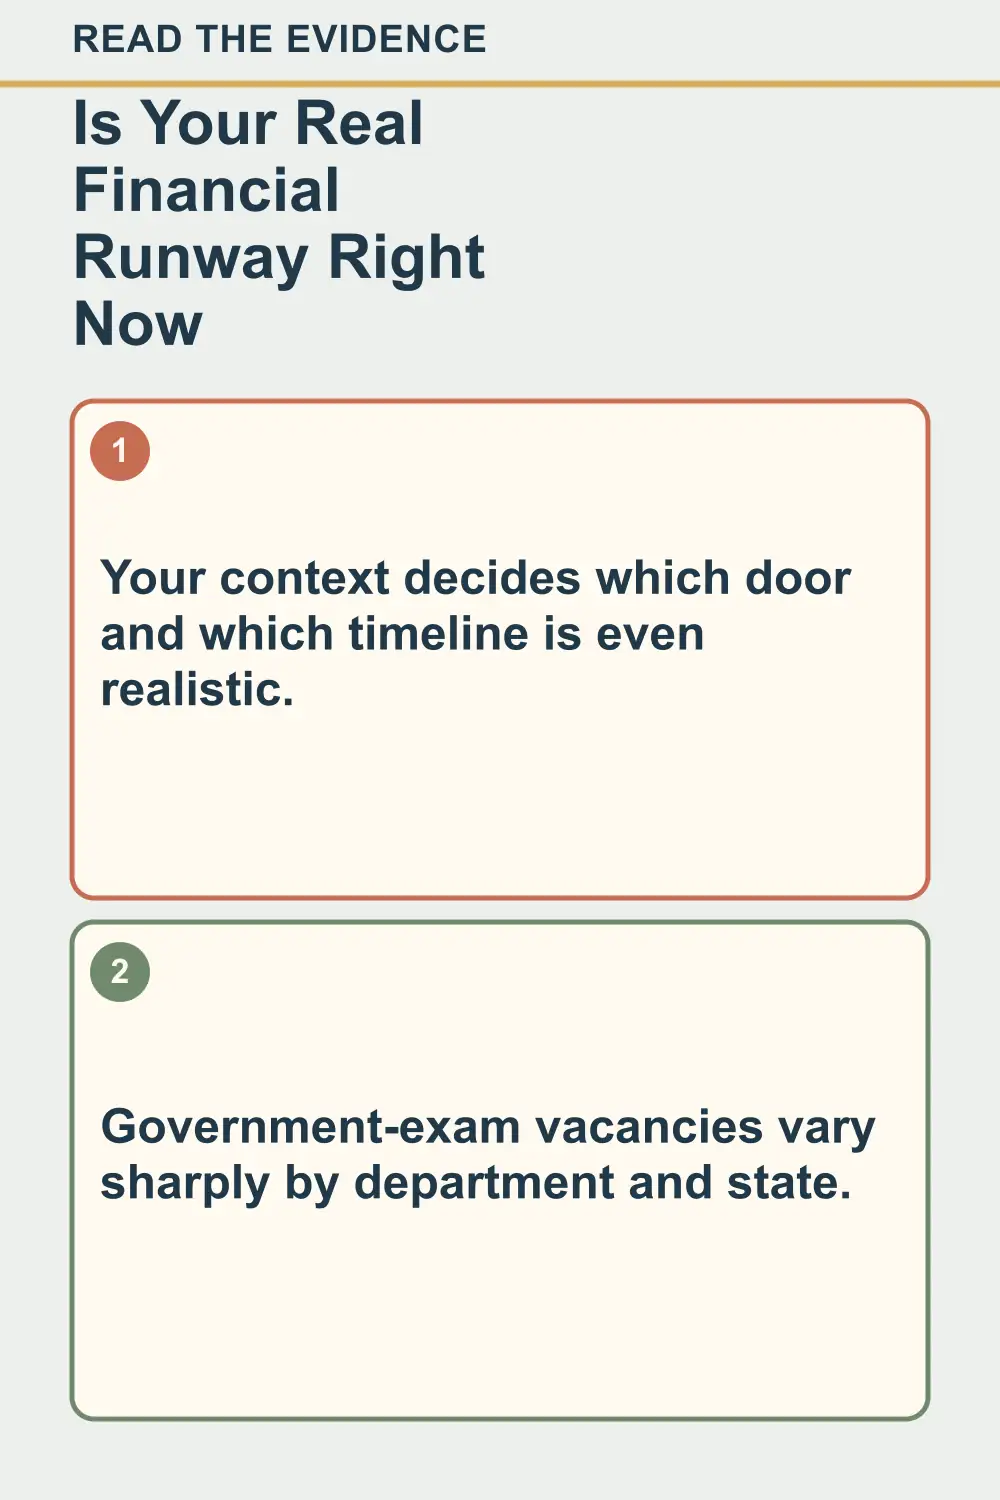 READ THE EVIDENCE
Is Your Real
Financial
Runway Right
Now
1
Your context decides which door
and which timeline is even
realistic.
2
Government-exam vacancies vary
sharply by department and state.